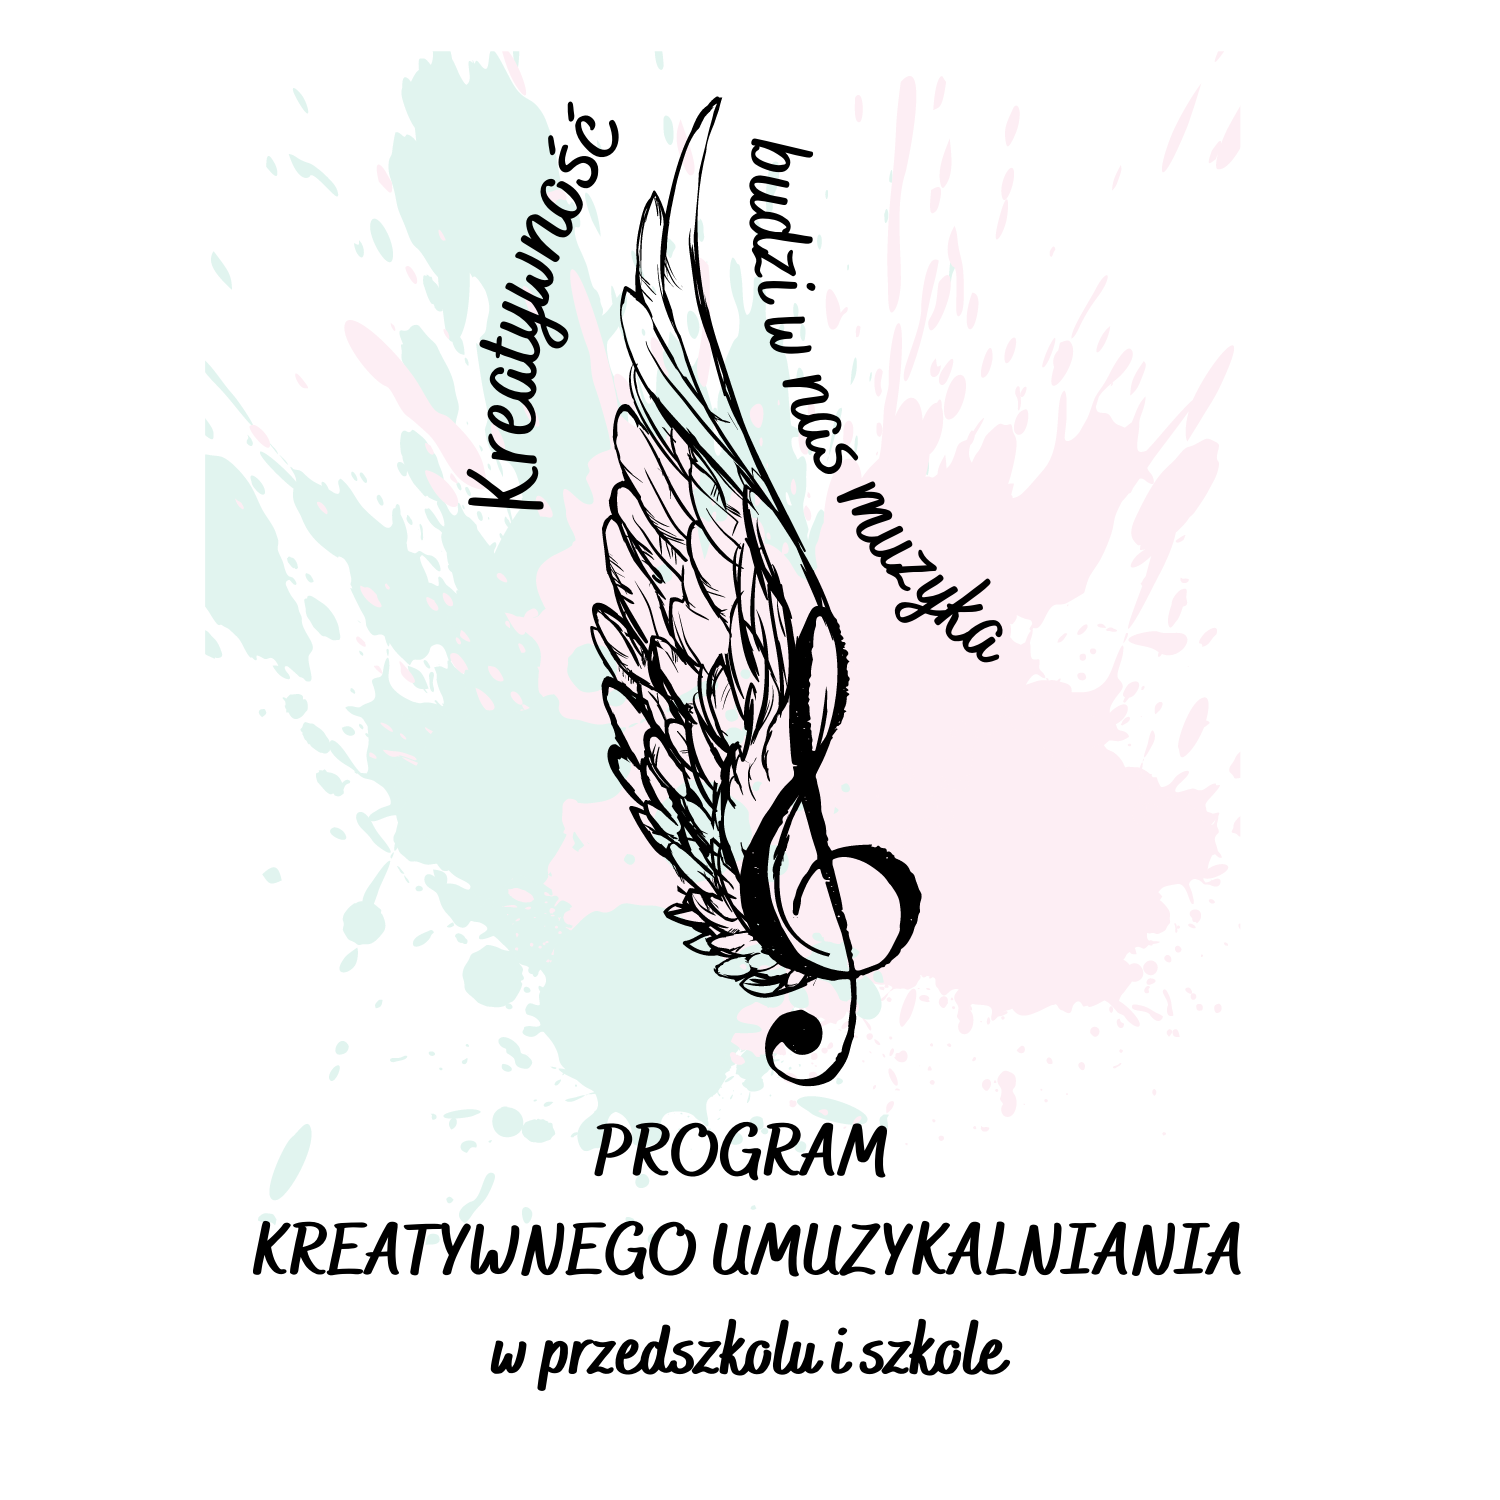 Kreatywność
budzi w nas muzyka
PROGRAM
KREATYWNEGO UMUZYKALNIANIA
w przedszkolu i szkole